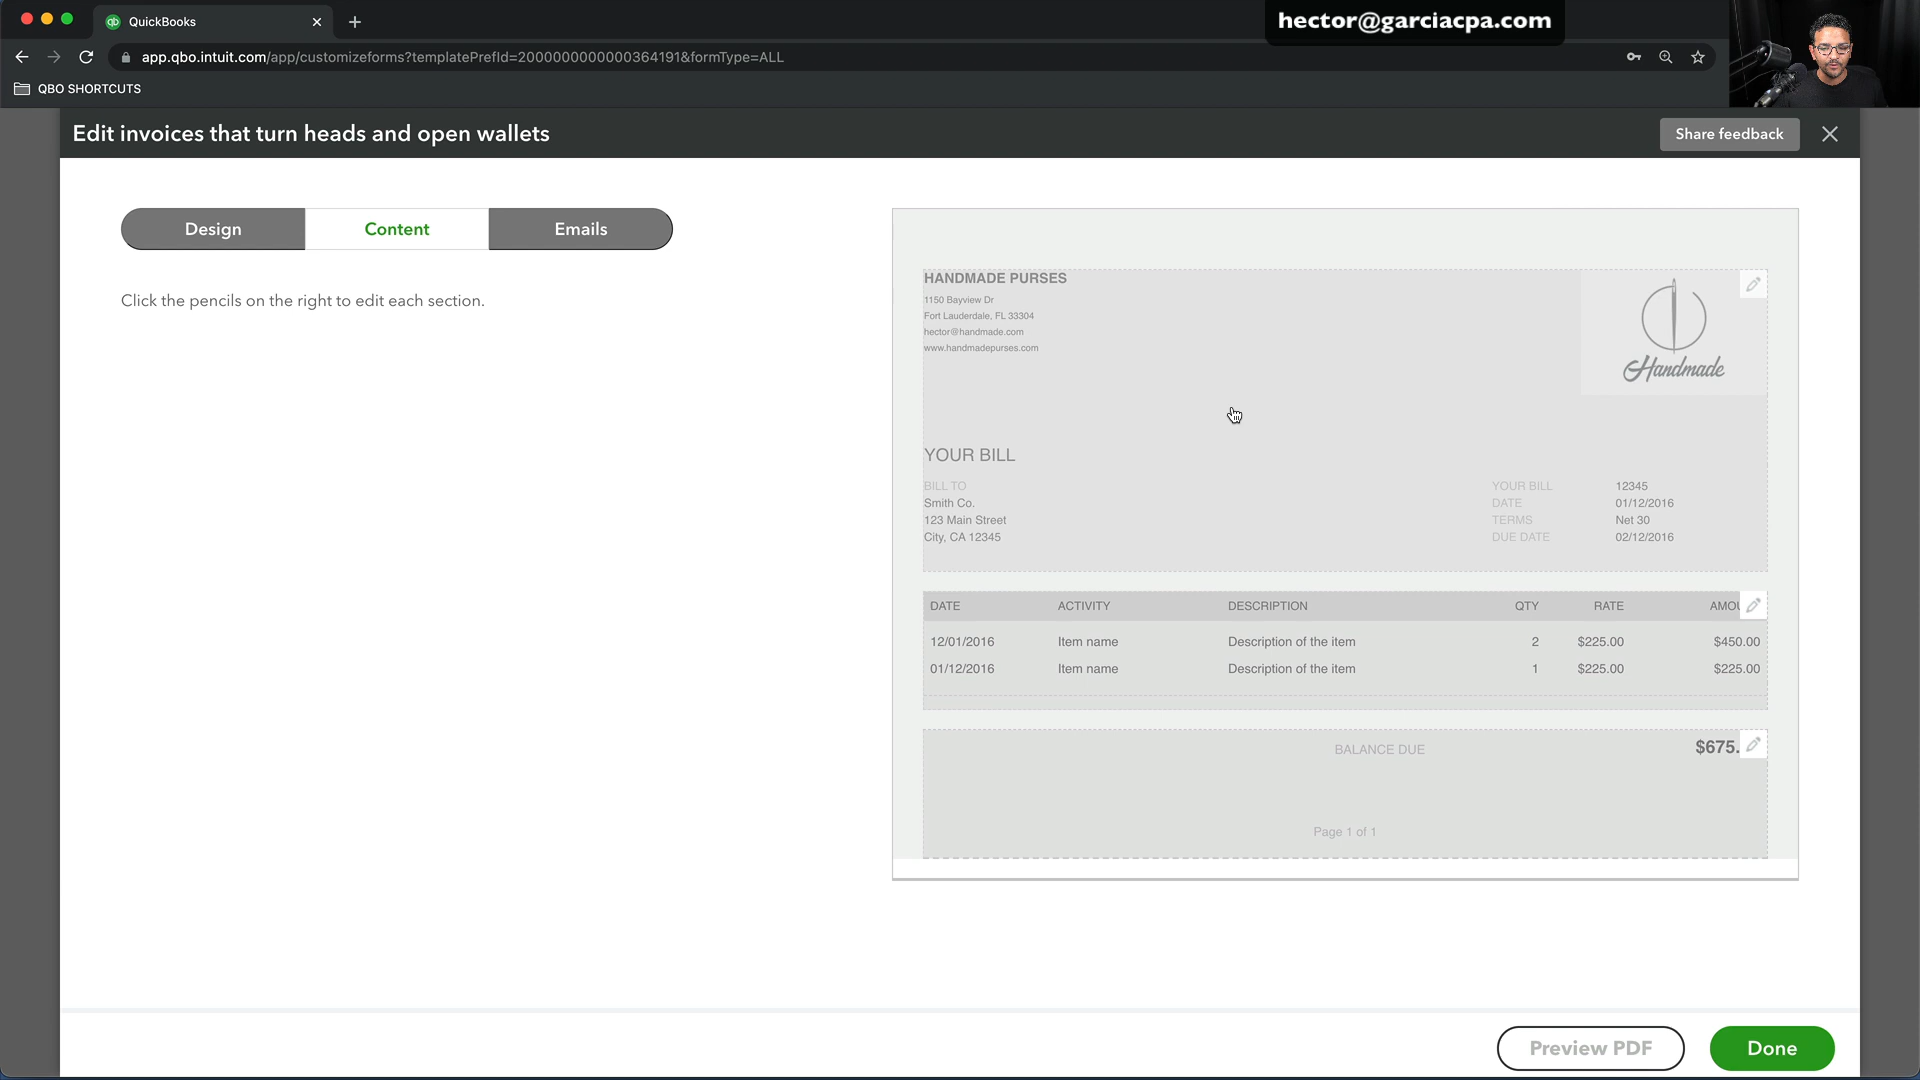 QuickBooks
hector@garciacpa.com
app.qbo.intuit.com/app/customizeforms?templatePrefId=2000000000000364191&formType=ALL
QBO SHORTCUTS
Edit invoices that turn heads and open wallets
Share feedback
Design
Content
Emails
Click the pencils on the right to edit each section.
HANDMADE PURSES
1150 Bayview Dr
Fort Lauderdale, FL 33304
hector@handmade.com
www.handmadepurses.com
Handmade
YOUR BILL
BILL TO
Smith Co.
123 Main Street
City, CA 12345
YOUR BILL 12345
DATE 01/12/2016
TERMS Net 30
DUE DATE 02/12/2016
DATE ACTIVITY DESCRIPTION QTY RATE AMOU
12/01/2016 Item name Description of the item 2 $225.00 $450.00
01/12/2016 Item name Description of the item 1 $225.00 $225.00
BALANCE DUE $675.
Page 1 of 1
Preview PDF
Done